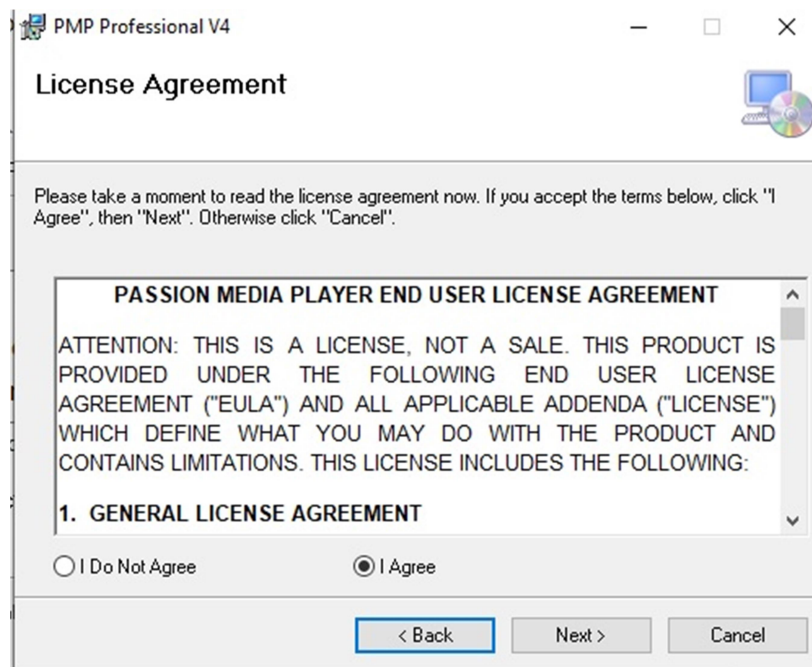 PMP Professional V4
License Agreement
Please take a moment to read the license agreement now. If you accept the terms below, click "I
Agree", then "Next". Otherwise click "Cancel".
PASSION MEDIA PLAYER END USER LICENSE AGREEMENT
ATTENTION: THIS IS A LICENSE, NOT A SALE. THIS PRODUCT IS
PROVIDED UNDER THE FOLLOWING END USER LICENSE
AGREEMENT ("EULA") AND ALL APPLICABLE ADDENDA ("LICENSE")
WHICH DEFINE WHAT YOU MAY DO WITH THE PRODUCT AND
CONTAINS LIMITATIONS. THIS LICENSE INCLUDES THE FOLLOWING:
1. GENERAL LICENSE AGREEMENT
I Do Not Agree
I Agree
< Back
Next >
Cancel